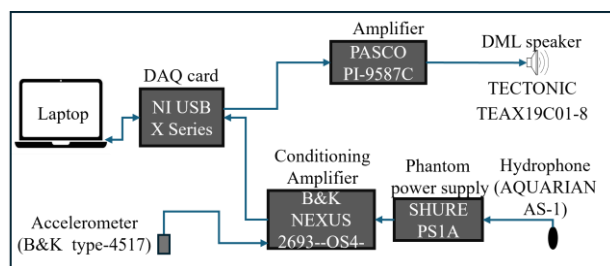 Amplifier
PASCO
PI-9587C
DML speaker
TECTONIC
TEAX19C01-8
DAQ card
NI USB
X Series
Laptop
Conditioning
Amplifier
B&K
NEXUS
2693--OS4-
Phantom
power supply
SHURE
PS1A
Hydrophone
(AQUARIAN
AS-1)
Accelerometer
(B&K type-4517)